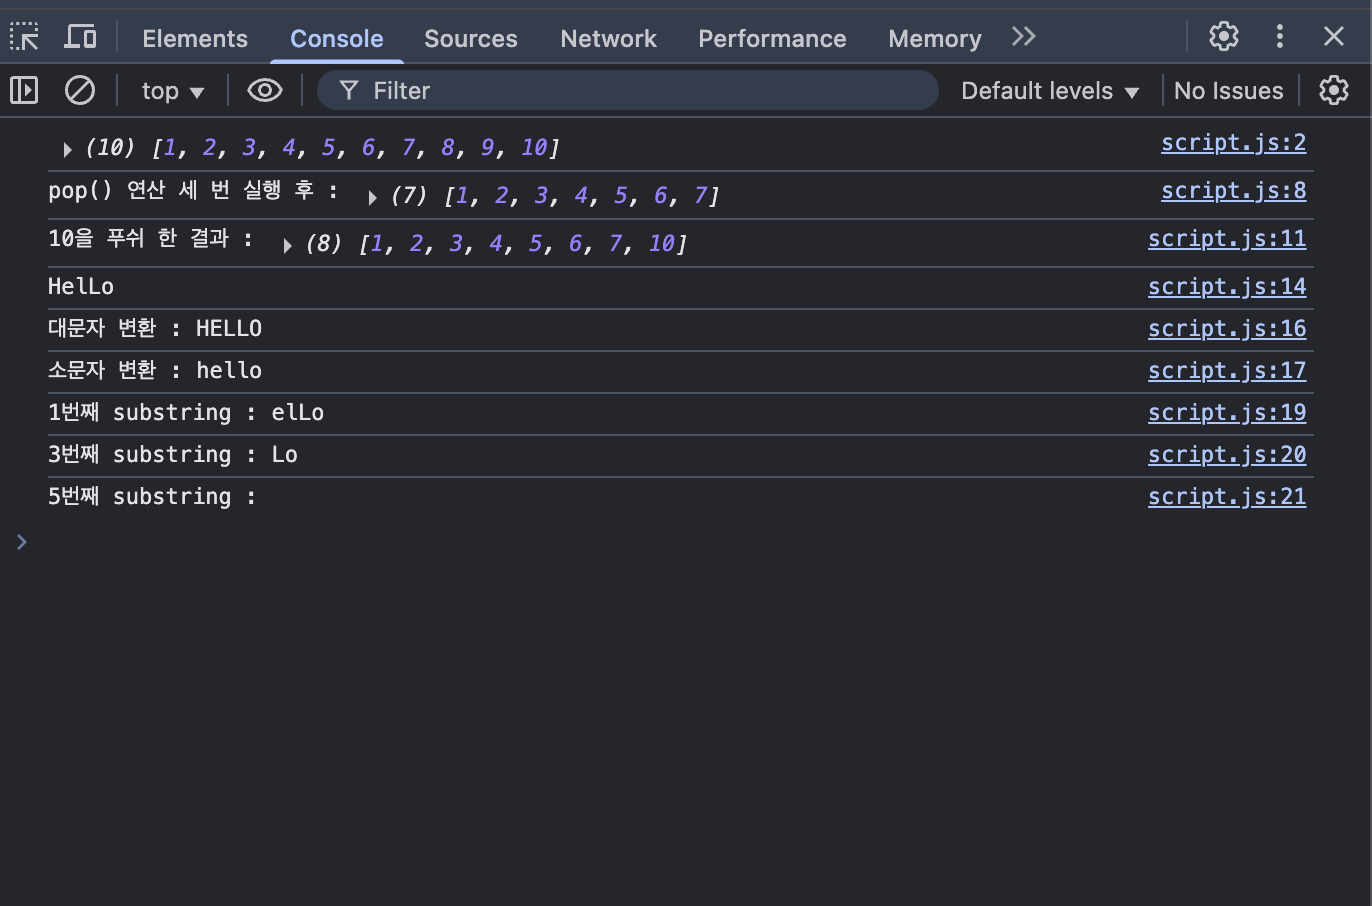 Elements Console Sources Network Performance Memory
top Filter Default levels No Issues
(10) [1, 2, 3, 4, 5, 6, 7, 8, 9, 10] script.js:2
pop() 연산 세 번 실행 후 : (7) [1, 2, 3, 4, 5, 6, 7] script.js:8
10을 푸쉬 한 결과 : (8) [1, 2, 3, 4, 5, 6, 7, 10] script.js:11
HelLo script.js:14
대문자 변환 : HELLO script.js:16
소문자 변환 : hello script.js:17
1번째 substring : elLo script.js:19
3번째 substring : Lo script.js:20
5번째 substring : script.js:21